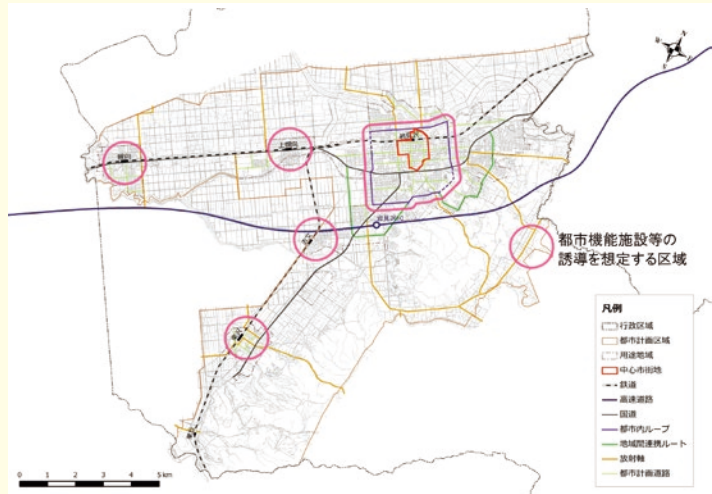 都市機能施設等の
誘導を想定する区域
凡例
行政区域
都市計画区域
用途地域
中心市街地
鉄道
高速道路
国道
都市内ループ
地域間連携ルート
放射軸
都市計画道路
0 1 2 3 4 5 km